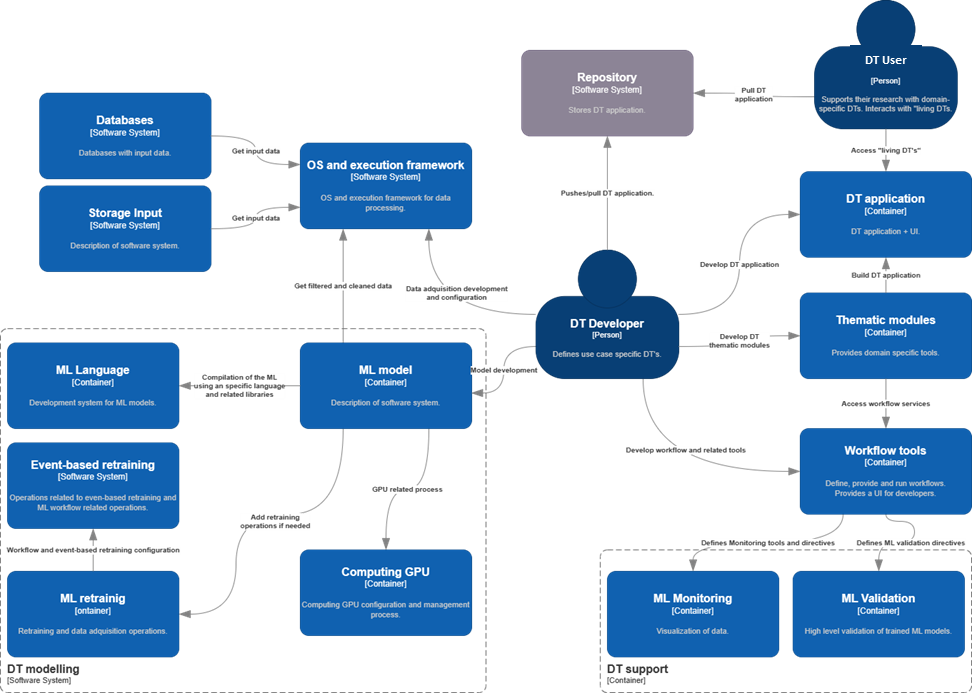 DT User
[Person]
Supports their research with domain-
specific DTs. Interacts with "living DTs.
Repository
[Software System]
Stores DT application.
Pull DT
application
Databases
[Software System]
Databases with input data.
Get input data
OS and execution framework
[Software System]
OS and execution framework for data
processing.
Access "living DT's"
Storage Input
[Software System]
Description of software system.
Get input data
Pushes/pull DT application.
DT application
[Container]
DT application + UI.
Develop DT application
Build DT application
Get filtered and cleaned data
Data adquisition development
and configuration
DT Developer
[Person]
Defines use case specific DT's.
Develop DT
thematic modules
Thematic modules
[Container]
Provides domain specific tools.
ML Language
[Container]
Development system for ML models.
Compilation of the ML
using an specific language
and related libraries
ML model
[Container]
Description of software system.
Model development
Access workflow services
Event-based retraining
[Software System]
Operations related to even-based retraining and
ML workflow related operations.
Develop workflow and related tools
Workflow tools
[Container]
Define, provide and run workflows.
Provides a UI for developers.
GPU related process
Add retraining
operations if needed
Workflow and event-based retraining configuration
Defines Monitoring tools and directives
Defines ML validation directives
ML retrainig
[ontainer]
Retraining and data adquisition operations.
Computing GPU
[Container]
Computing GPU configuration and management
process.
ML Monitoring
[Container]
Visualization of data.
ML Validation
[Container]
High level validation of trained ML models.
DT modelling
[Software System]
DT support
[Container]